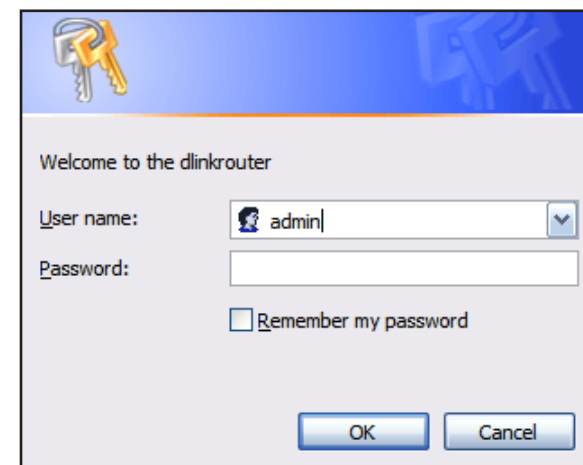 Welcome to the dlinkrouter
User name:
admin
Password:
Remember my password
OK
Cancel